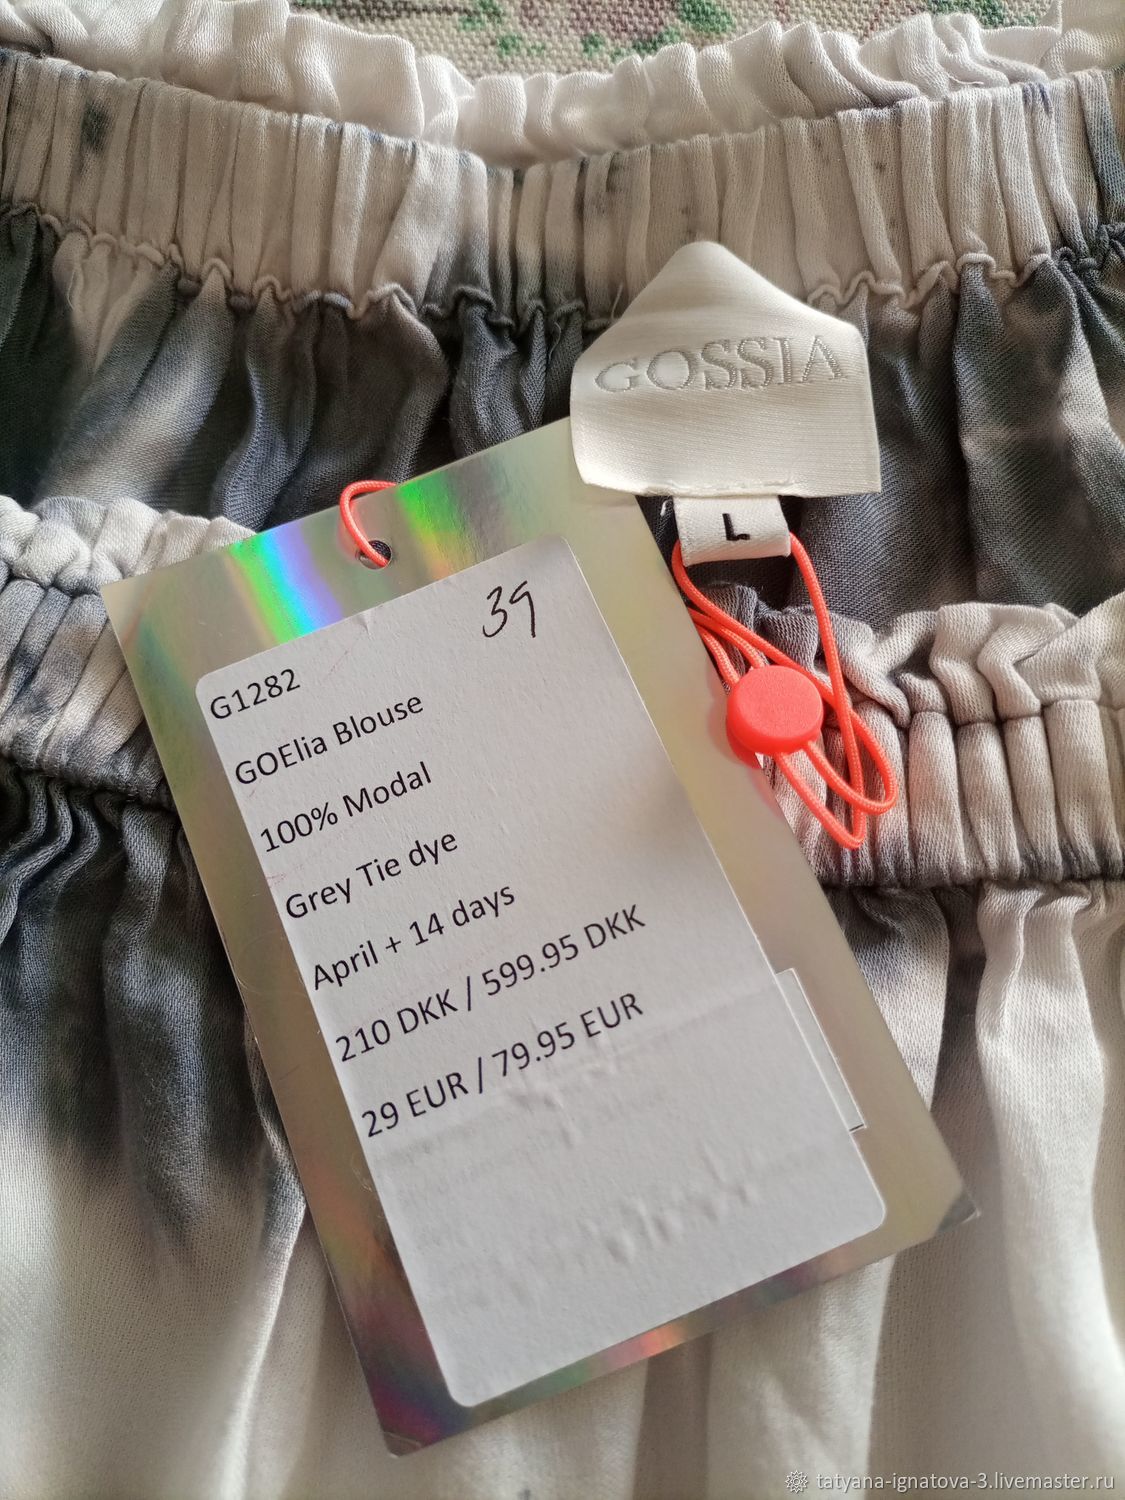 GOSSIA
L
39
G1282
GOElia Blouse
100% Modal
Grey Tie dye
April + 14 days
210 DKK / 599.95 DKK
29 EUR / 79.95 EUR
tatyana-ignatova-3.livemaster.ru